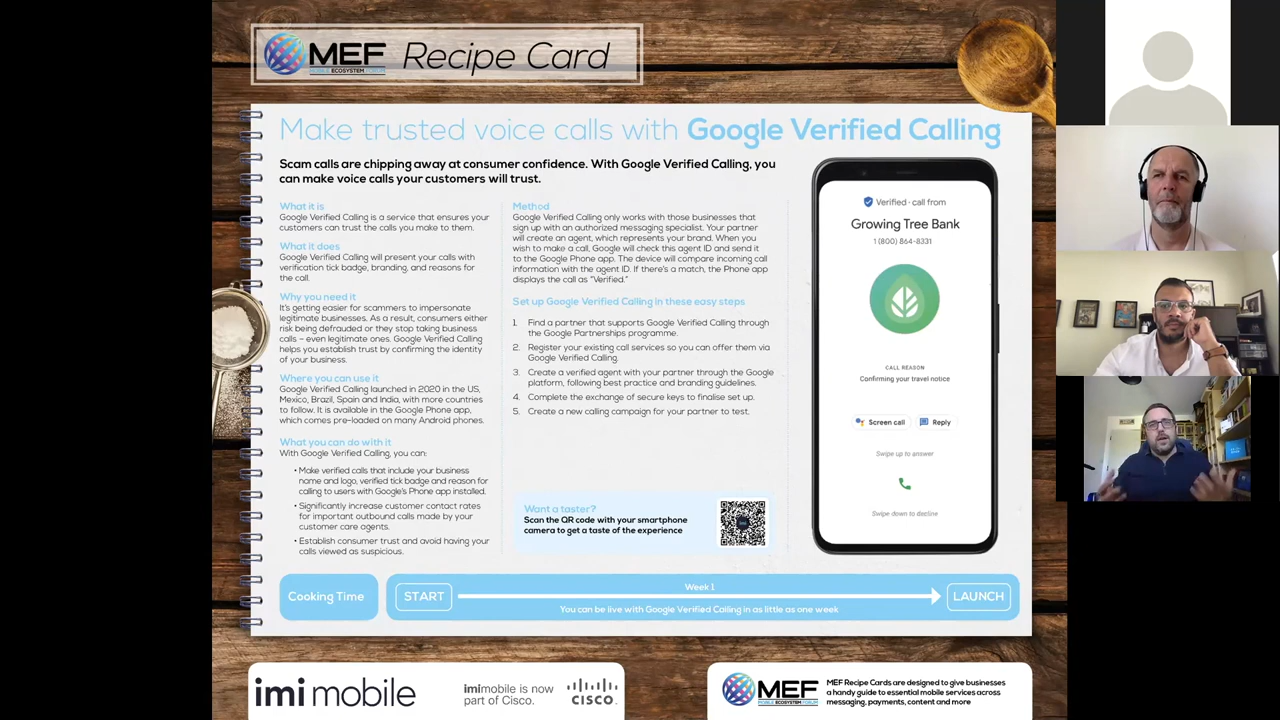 MEF Recipe Card
MOBILE ECOSYSTEM FORUM
Make trusted voice calls with Google Verified Calling
Scam calls are chipping away at consumer confidence. With Google Verified Calling, you
can make voice calls your customers will trust.
What it is
Google Verified Calling is a service that ensures your
customers can trust the calls you make to them.
What it does
Google Verified Calling will present your calls with
verification tick badge, branding, and reasons for
the call.
Why you need it
It's getting easier for scammers to impersonate
legitimate businesses. As a result, consumers either
risk being defrauded or they stop taking business
calls – even legitimate ones. Google Verified Calling
helps you establish trust by confirming the identity
of your business.
Where you can use it
Google Verified Calling launched in 2020 in the US,
Mexico, Brazil, Spain and India, with more countries
to follow. It is available in the Google Phone app,
which comes pre-loaded on many Android phones.
What you can do with it
With Google Verified Calling, you can:
• Make verified calls that include your business
name and logo, verified tick badge and reason for
calling to users with Google's Phone app installed.
• Significantly increase customer contact rates
for important outbound calls made by your
customer care agents.
• Establish consumer trust and avoid having your
calls viewed as suspicious.
Method
Google Verified Calling only works with those businesses that
sign up with an authorized messaging specialist. Your partner
will create an agent, which represents your brand. When you
wish to make a call, Google will check this agent ID and send it
to the Google Phone app. The device will compare incoming call
information with the agent ID. If there's a match, the Phone app
displays the call as "Verified."
Set up Google Verified Calling in these easy steps
1. Find a partner that supports Google Verified Calling through
the Google Partnerships programme.
2. Register your existing call services so you can offer them via
Google Verified Calling.
3. Create a verified agent with your partner through the Google
platform, following best practice and branding guidelines.
4. Complete the exchange of secure keys to finalise set up.
5. Create a new calling campaign for your partner to test.
Want a taster?
Scan the QR code with your smartphone
camera to get a taste of the experience
Verified · call from
Growing Tree Bank
1 (800) 864-8331
CALL REASON
Confirming your travel notice
Screen call
Reply
Swipe up to answer
Swipe down to decline
Cooking Time
START
Week 1
You can be live with Google Verified Calling in as little as one week
LAUNCH
imimobile
imimobile is now
part of Cisco.
CISCO
MEF
MOBILE ECOSYSTEM FORUM
MEF Recipe Cards are designed to give businesses
a handy guide to essential mobile services across
messaging, payments, content and more